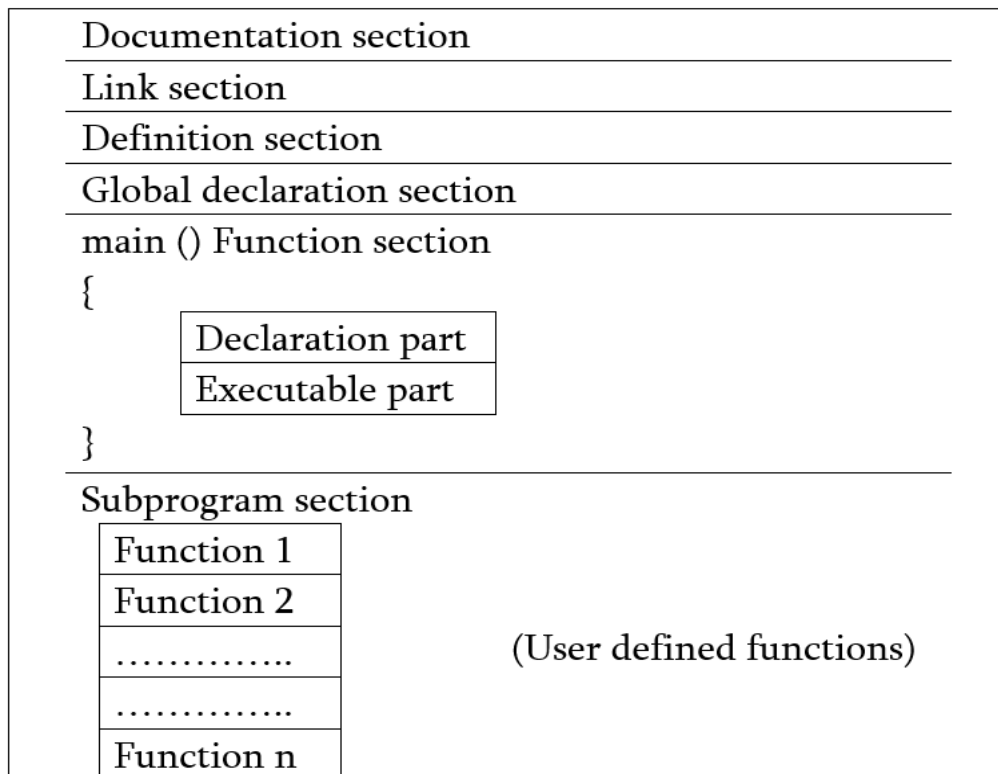 Documentation section
Link section
Definition section
Global declaration section
main () Function section
{
Declaration part
Executable part
}
Subprogram section
Function 1
Function 2
…………..
(User defined functions)
…………..
Function n